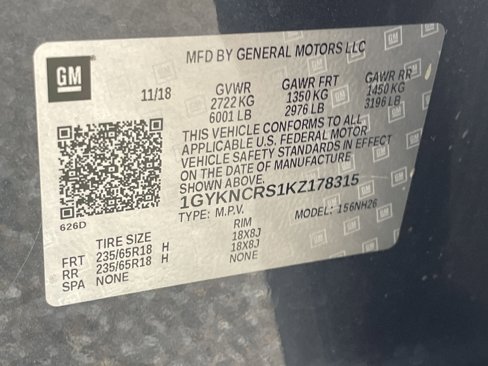 MFD BY GENERAL MOTORS LLC
GM
11/18 GVWR GAWR FRT GAWR RR
2722 KG 1350 KG 1450 KG
6001 LB 2976 LB 3196 LB
THIS VEHICLE CONFORMS TO ALL
APPLICABLE U.S. FEDERAL MOTOR
VEHICLE SAFETY STANDARDS IN EFFECT
ON THE DATE OF MANUFACTURE
SHOWN ABOVE.
1GYKNCRS1KZ178315
626D TYPE: M.P.V. MODEL: 156NH26
TIRE SIZE RIM
FRT 235/65R18 H 18X8J
RR 235/65R18 H 18X8J
SPA NONE NONE